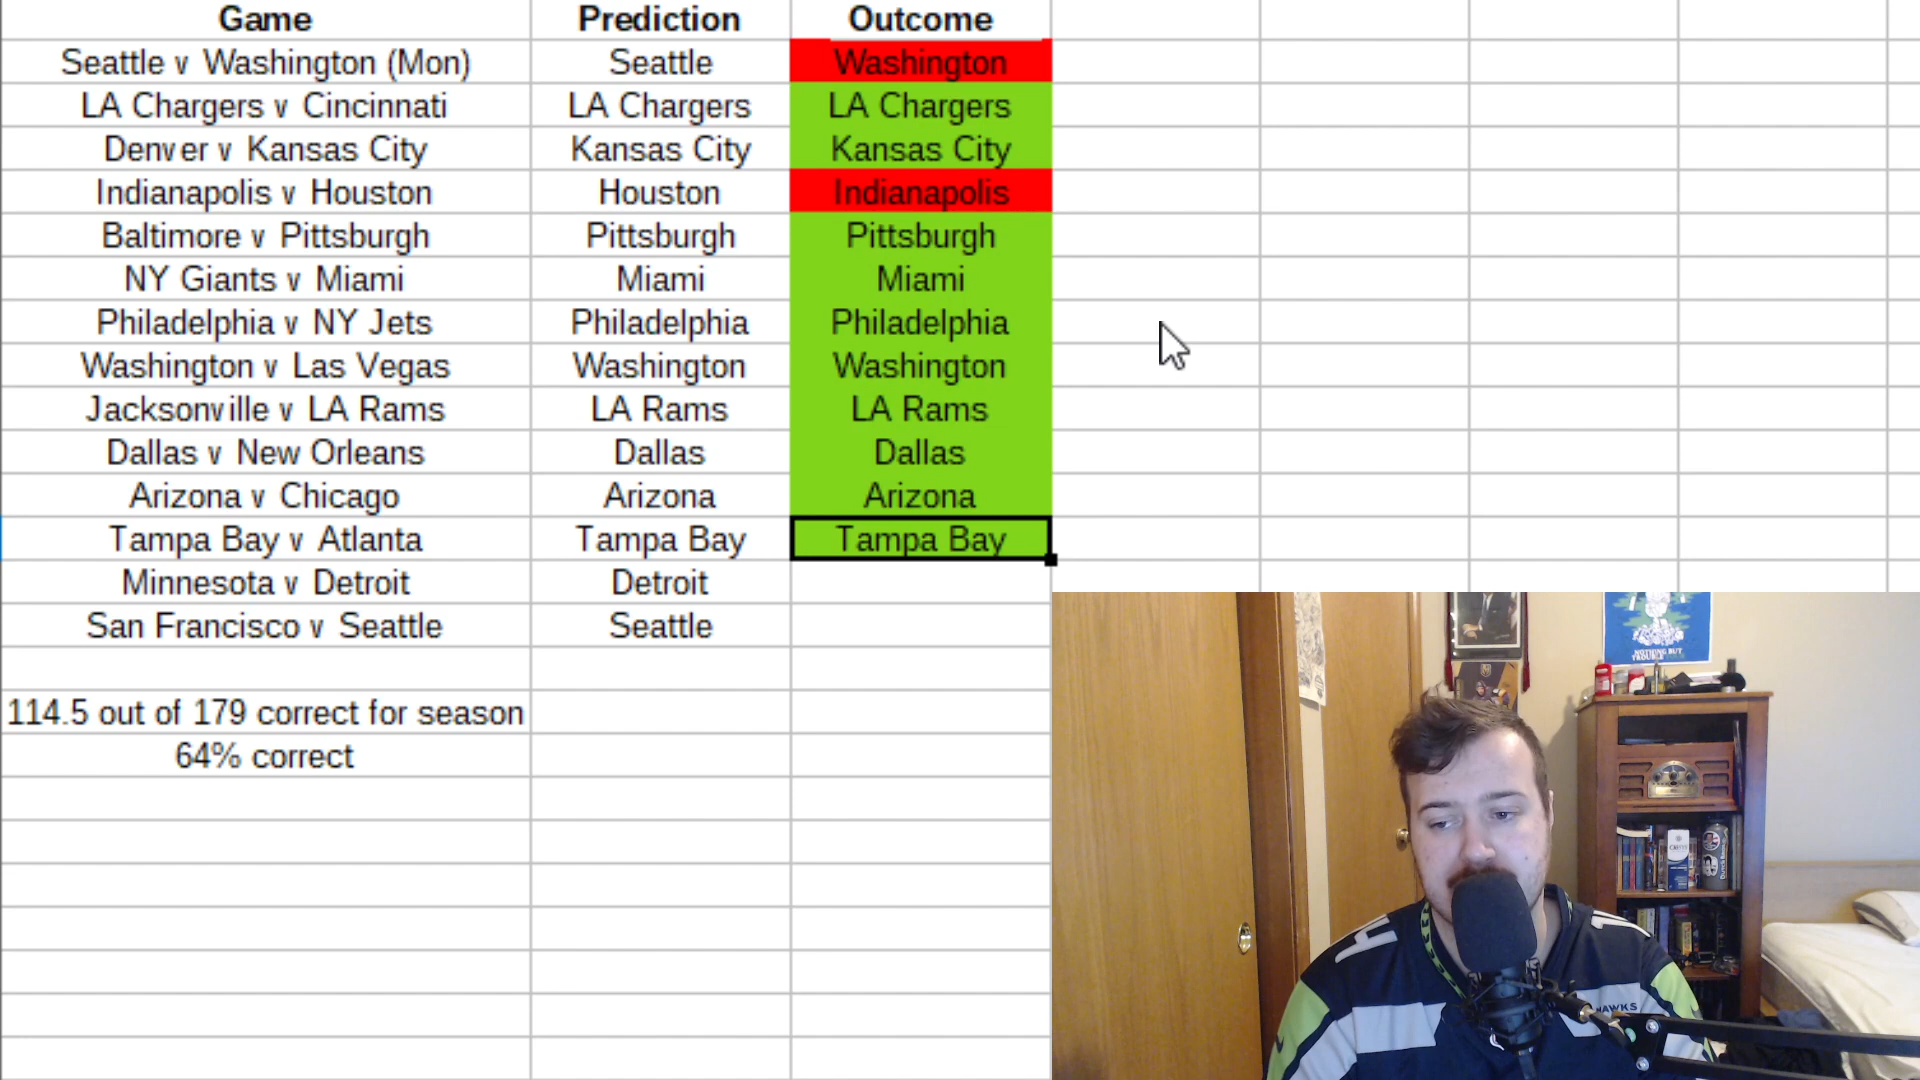 Game Prediction Outcome
Seattle v Washington (Mon) Seattle Washington
LA Chargers v Cincinnati LA Chargers LA Chargers
Denver v Kansas City Kansas City Kansas City
Indianapolis v Houston Houston Indianapolis
Baltimore v Pittsburgh Pittsburgh Pittsburgh
NY Giants v Miami Miami Miami
Philadelphia v NY Jets Philadelphia Philadelphia
Washington v Las Vegas Washington Washington
Jacksonville v LA Rams LA Rams LA Rams
Dallas v New Orleans Dallas Dallas
Arizona v Chicago Arizona Arizona
Tampa Bay v Atlanta Tampa Bay Tampa Bay
Minnesota v Detroit Detroit
San Francisco v Seattle Seattle
114.5 out of 179 correct for season
64% correct
NOTHING BUT
TROUBLE
HAWKS